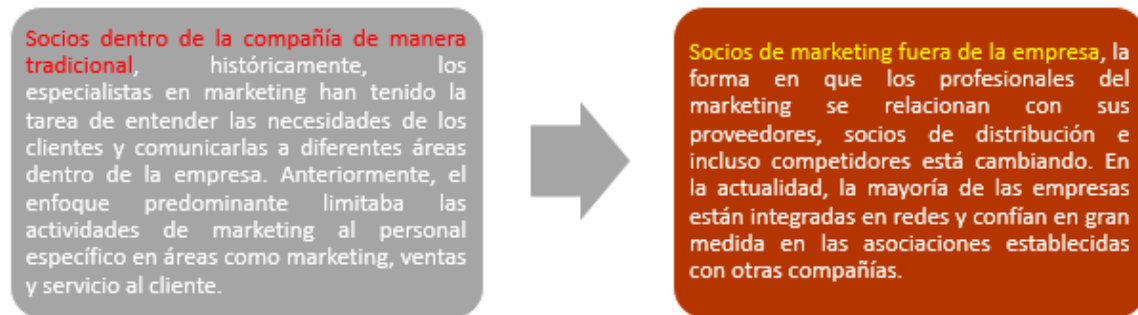 Socios dentro de la compañía de manera
tradicional, históricamente, los
especialistas en marketing han tenido la
tarea de entender las necesidades de los
clientes y comunicarlas a diferentes áreas
dentro de la empresa. Anteriormente, el
enfoque predominante limitaba las
actividades de marketing al personal
específico en áreas como marketing, ventas
y servicio al cliente.
Socios de marketing fuera de la empresa, la
forma en que los profesionales del
marketing se relacionan con sus
proveedores, socios de distribución e
incluso competidores está cambiando. En
la actualidad, la mayoría de las empresas
están integradas en redes y confían en gran
medida en las asociaciones establecidas
con otras compañías.